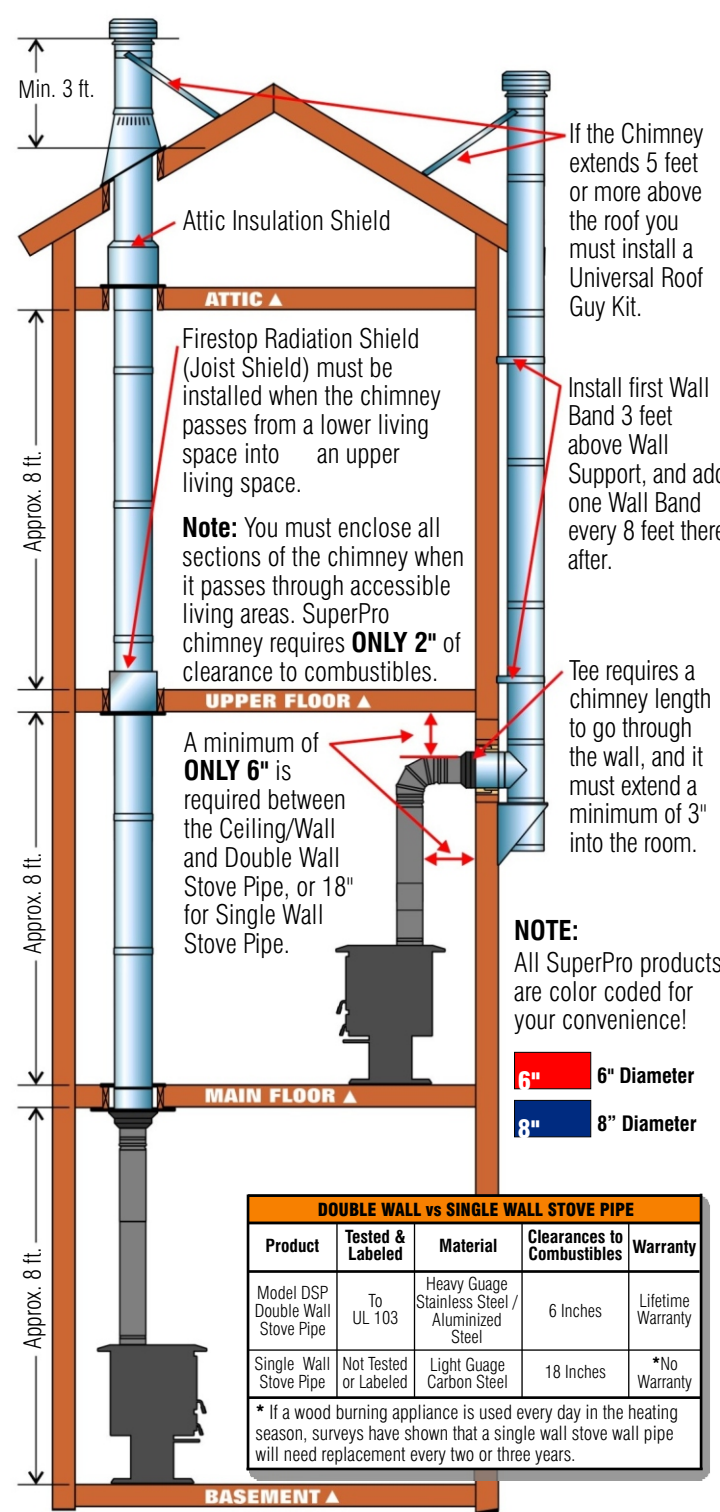 Min. 3 ft.
If the Chimney
extends 5 feet
or more above
the roof you
must install a
Universal Roof
Guy Kit.
Attic Insulation Shield
ATTIC ▲
Approx. 8 ft.
Firestop Radiation Shield
(Joist Shield) must be
installed when the chimney
passes from a lower living
space into an upper
living space.
Note: You must enclose all
sections of the chimney when
it passes through accessible
living areas. SuperPro
chimney requires ONLY 2" of
clearance to combustibles.
Install first Wall
Band 3 feet
above Wall
Support, and add
one Wall Band
every 8 feet there
after.
UPPER FLOOR ▲
Approx. 8 ft.
A minimum of
ONLY 6" is
required between
the Ceiling/Wall
and Double Wall
Stove Pipe, or 18"
for Single Wall
Stove Pipe.
Tee requires a
chimney length
to go through
the wall, and it
must extend a
minimum of 3"
into the room.
NOTE:
All SuperPro products
are color coded for
your convenience!
6" 6" Diameter
8" 8” Diameter
MAIN FLOOR ▲
Approx. 8 ft.
DOUBLE WALL vs SINGLE WALL STOVE PIPE
Product Tested & Labeled Material Clearances to Combustibles Warranty
Model DSP Double Wall Stove Pipe To UL 103 Heavy Guage Stainless Steel / Aluminized Steel 6 Inches Lifetime Warranty
Single Wall Stove Pipe Not Tested or Labeled Light Guage Carbon Steel 18 Inches *No Warranty
* If a wood burning appliance is used every day in the heating
season, surveys have shown that a single wall stove wall pipe
will need replacement every two or three years.
BASEMENT ▲